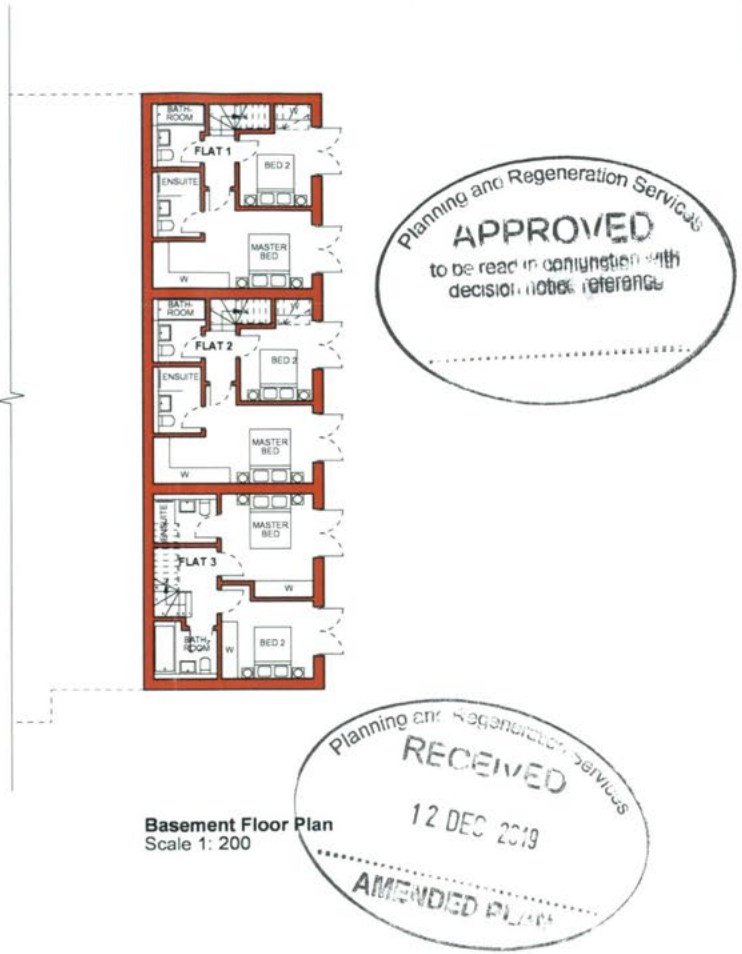 BATH-
ROOM
W
FLAT 1
BED 2
ENSUITE
MASTER
BED
W
BATH-
ROOM
W
FLAT 2
BED 2
ENSUITE
MASTER
BED
W
ENSUITE
MASTER
BED
FLAT 3
W
BATH-
ROOM
W
BED 2
Basement Floor Plan
Scale 1: 200
Planning and Regeneration Services
APPROVED
to be read in conjunction with
decision notice reference
Planning and Regeneration Services
RECEIVED
12 DEC 2019
AMENDED PLAN